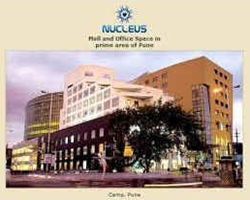 NUCLEUS
Mall and Office Space in
prime area of Pune
Camp, Pune